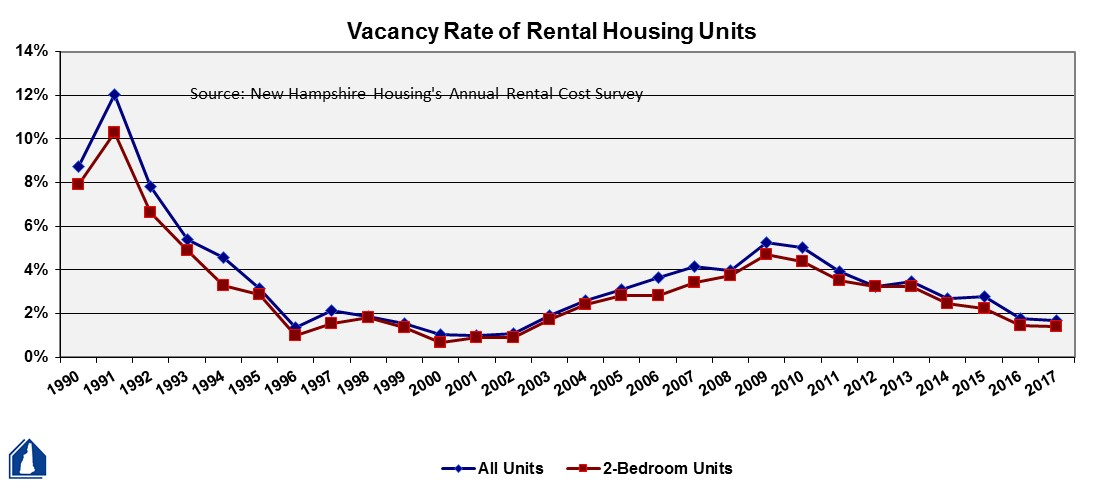 Vacancy Rate of Rental Housing Units
14%
Source: New Hampshire Housing's Annual Rental Cost Survey
12%
10%
8%
6%
4%
2%
0%
1990 1991 1992 1993 1994 1995 1996 1997 1998 1999 2000 2001 2002 2003 2004 2005 2006 2007 2008 2009 2010 2011 2012 2013 2014 2015 2016 2017
All Units 2-Bedroom Units